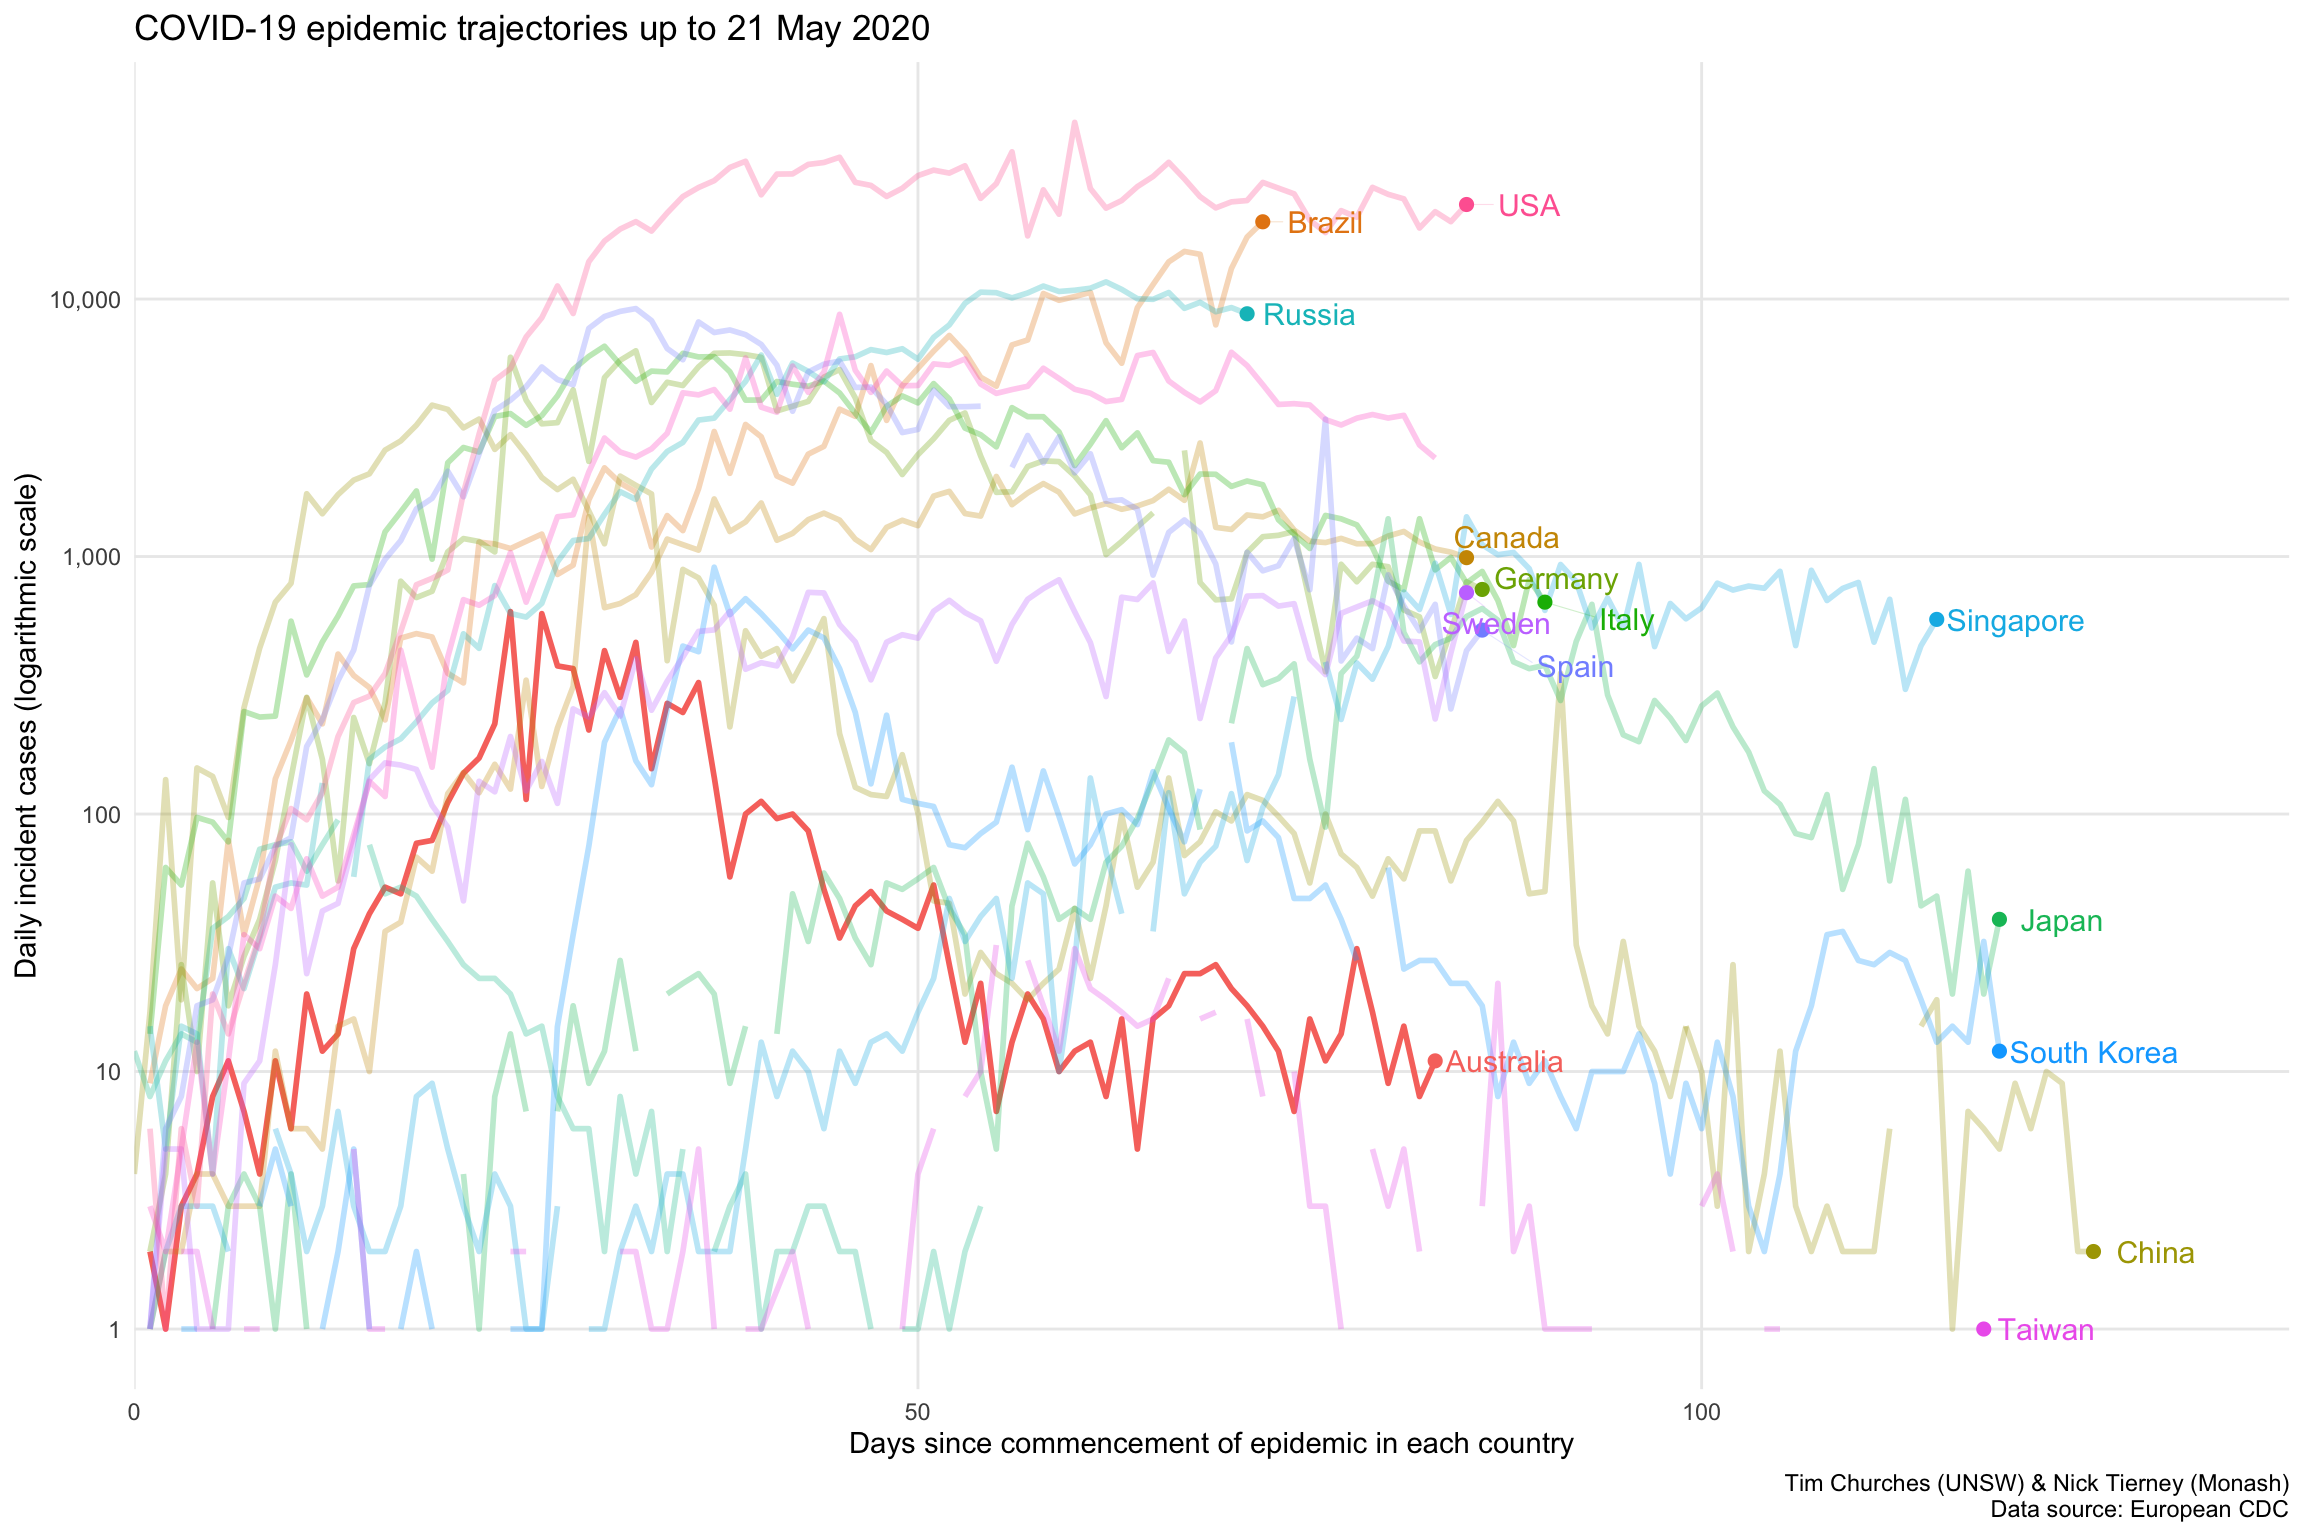 COVID-19 epidemic trajectories up to 21 May 2020
Daily incident cases (logarithmic scale)
10,000
1,000
100
10
1
USA
Brazil
Russia
Canada
Germany
Italy
Sweden
Singapore
Spain
Japan
South Korea
Australia
China
Taiwan
0
50
100
Days since commencement of epidemic in each country
Tim Churches (UNSW) & Nick Tierney (Monash)
Data source: European CDC